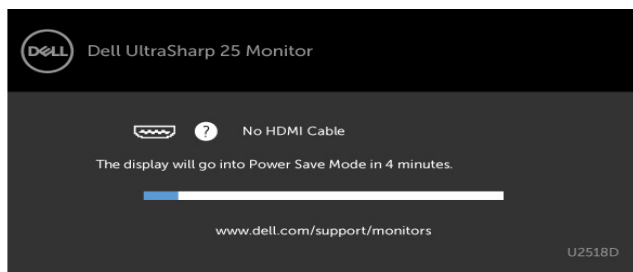 DELL Dell UltraSharp 25 Monitor
? No HDMI Cable
The display will go into Power Save Mode in 4 minutes.
www.dell.com/support/monitors
U2518D